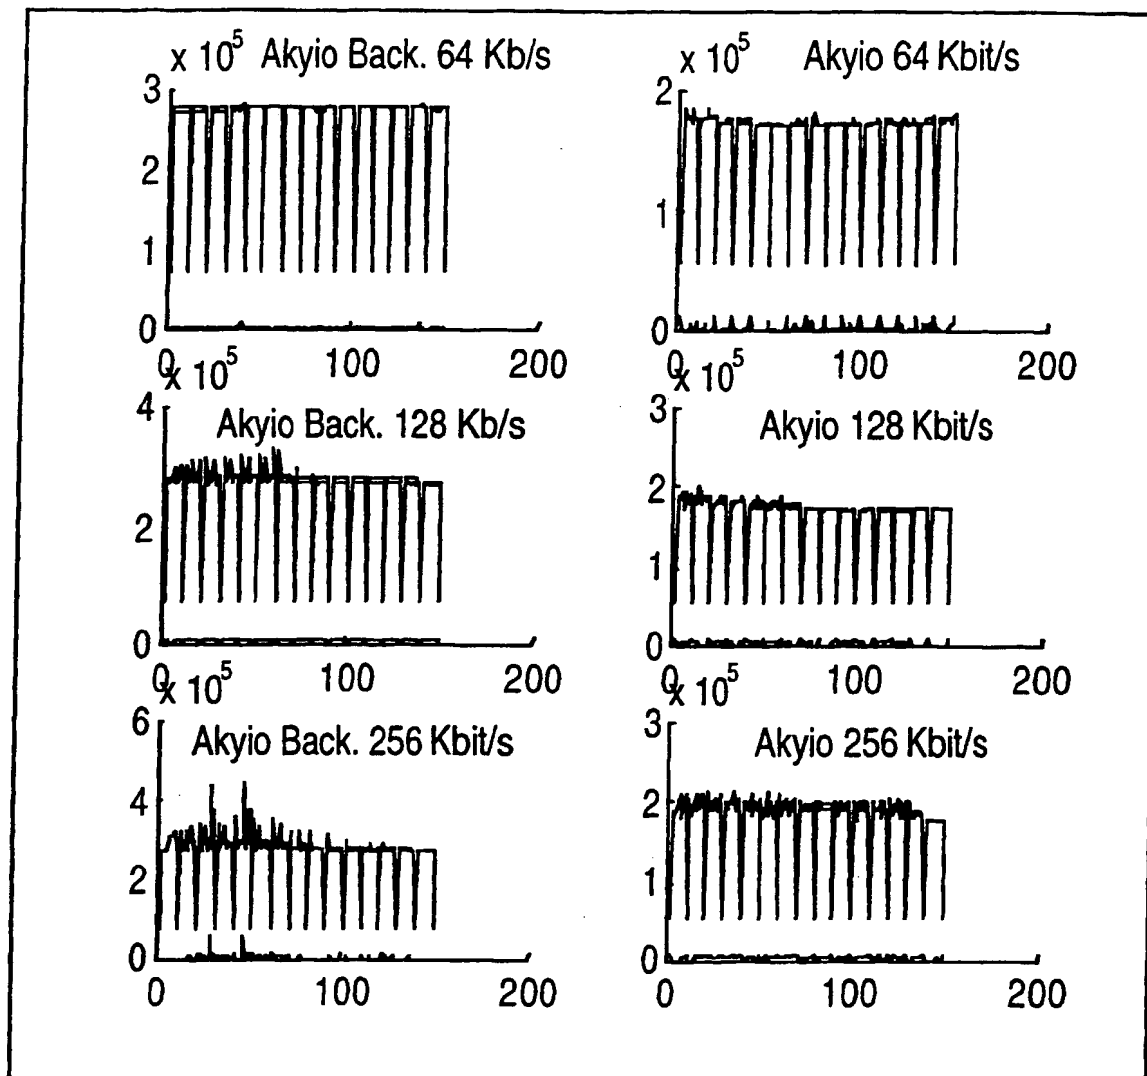 x 10^5 Akyio Back. 64 Kb/s
3
2
1
0
0 100 200
x 10^5 Akyio 64 Kbit/s
2
1
0
0 100 200
x 10^5
Akyio Back. 128 Kb/s
4
2
0
0 100 200
x 10^5
Akyio 128 Kbit/s
3
2
1
0
0 100 200
x 10^5
Akyio Back. 256 Kbit/s
6
4
2
0
0 100 200
x 10^5
Akyio 256 Kbit/s
3
2
1
0
0 100 200